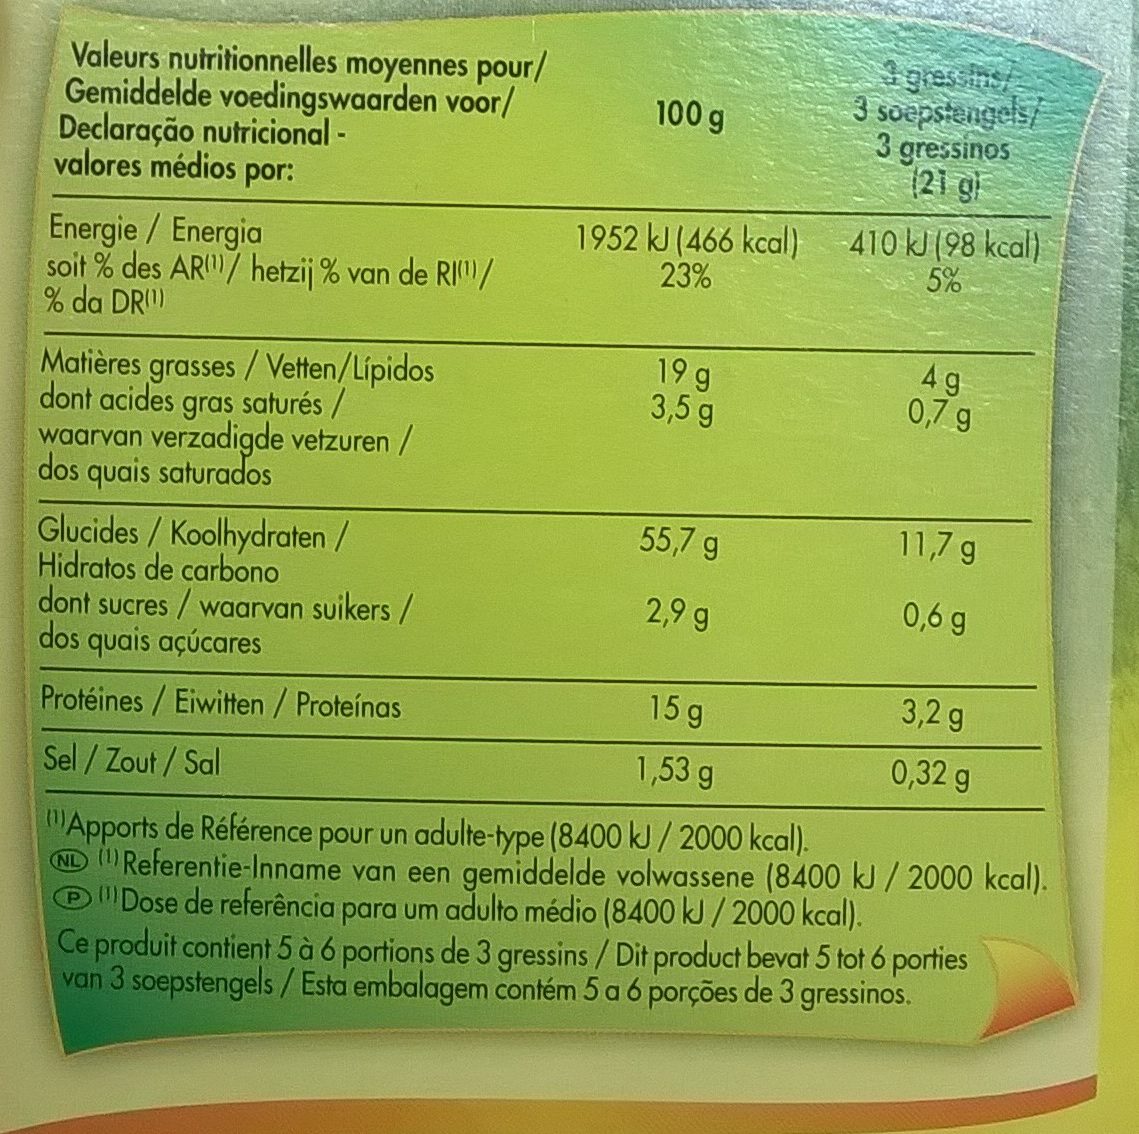 Valeurs nutritionnelles moyennes pour/
Gemiddelde voedingswaarden voor/
Declaração nutricional -
valores médios por:
100 g
3 gressins/
3 soepstengels/
3 gressinos
(21 g)
Energie / Energia 1952 kJ (466 kcal) 410 kJ (98 kcal)
soit % des AR(1)/ hetzij % van de RI(1)/ 23% 5%
% da DR(1)
Matières grasses / Vetten/Lípidos 19 g 4 g
dont acides gras saturés / 3,5 g 0,7 g
waarvan verzadigde vetzuren /
dos quais saturados
Glucides / Koolhydraten / 55,7 g 11,7 g
Hidratos de carbono
dont sucres / waarvan suikers / 2,9 g 0,6 g
dos quais açúcares
Protéines / Eiwitten / Proteínas 15 g 3,2 g
Sel / Zout / Sal 1,53 g 0,32 g
(1)Apports de Référence pour un adulte-type (8400 kJ / 2000 kcal).
NL (1)Referentie-Inname van een gemiddelde volwassene (8400 kJ / 2000 kcal).
P (1)Dose de referência para um adulto médio (8400 kJ / 2000 kcal).
Ce produit contient 5 à 6 portions de 3 gressins / Dit product bevat 5 tot 6 porties
van 3 soepstengels / Esta embalagem contém 5 a 6 porções de 3 gressinos.